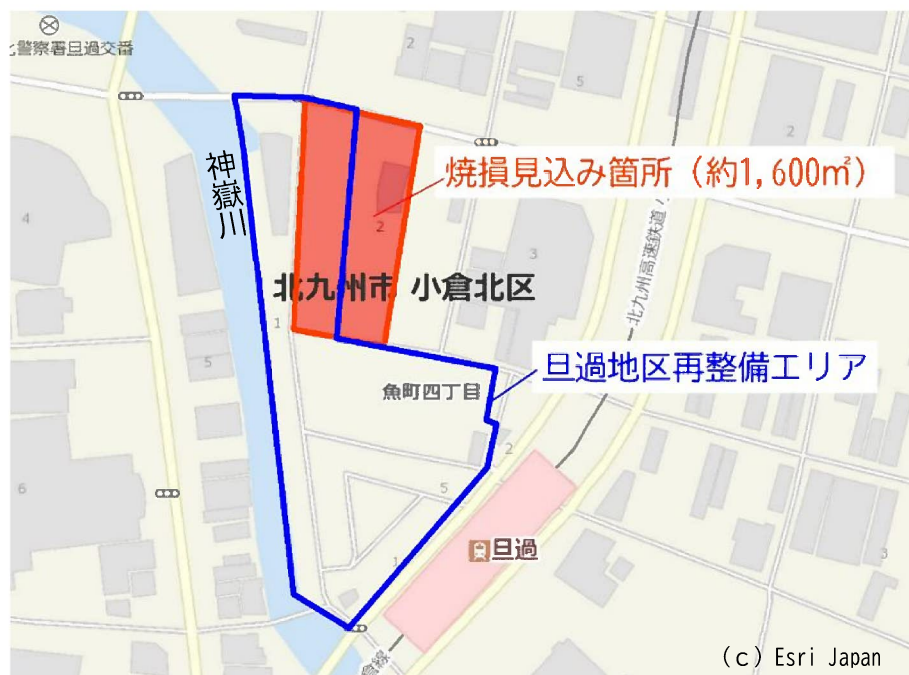 警察署旦過交番
2
5
2
神嶽川
焼損見込み箇所（約1,600㎡）
4
2
3
北九州高速鉄道
北九州市 小倉北区
1
5
旦過地区再整備エリア
魚町四丁目
2
6
5
旦過
1
3
倉線
(c) Esri Japan